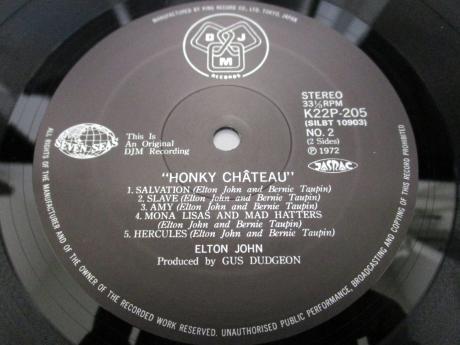 MANUFACTURED BY KING RECORD CO., LTD. TOKYO, JAPAN
D J
M
RECORDS
STEREO
33⅓RPM
K22P-205
(SILBT 10903)
NO. 2
(2 Sides)
Ⓟ 1972
JASRAC
SEVEN SEAS
This Is
An Original
DJM Recording
"HONKY CHÂTEAU"
1. SALVATION (Elton John and Bernie Taupin)
2. SLAVE (Elton John and Bernie Taupin)
3. AMY (Elton John and Bernie Taupin)
4. MONA LISAS AND MAD HATTERS
(Elton John and Bernie Taupin)
5. HERCULES (Elton John and Bernie Taupin)
ELTON JOHN
Produced by GUS DUDGEON
ALL RIGHTS OF THE MANUFACTURER AND OF THE OWNER OF THE RECORDED WORK RESERVED. UNAUTHORISED PUBLIC PERFORMANCE, BROADCASTING AND COPYING OF THIS RECORD PROHIBITED